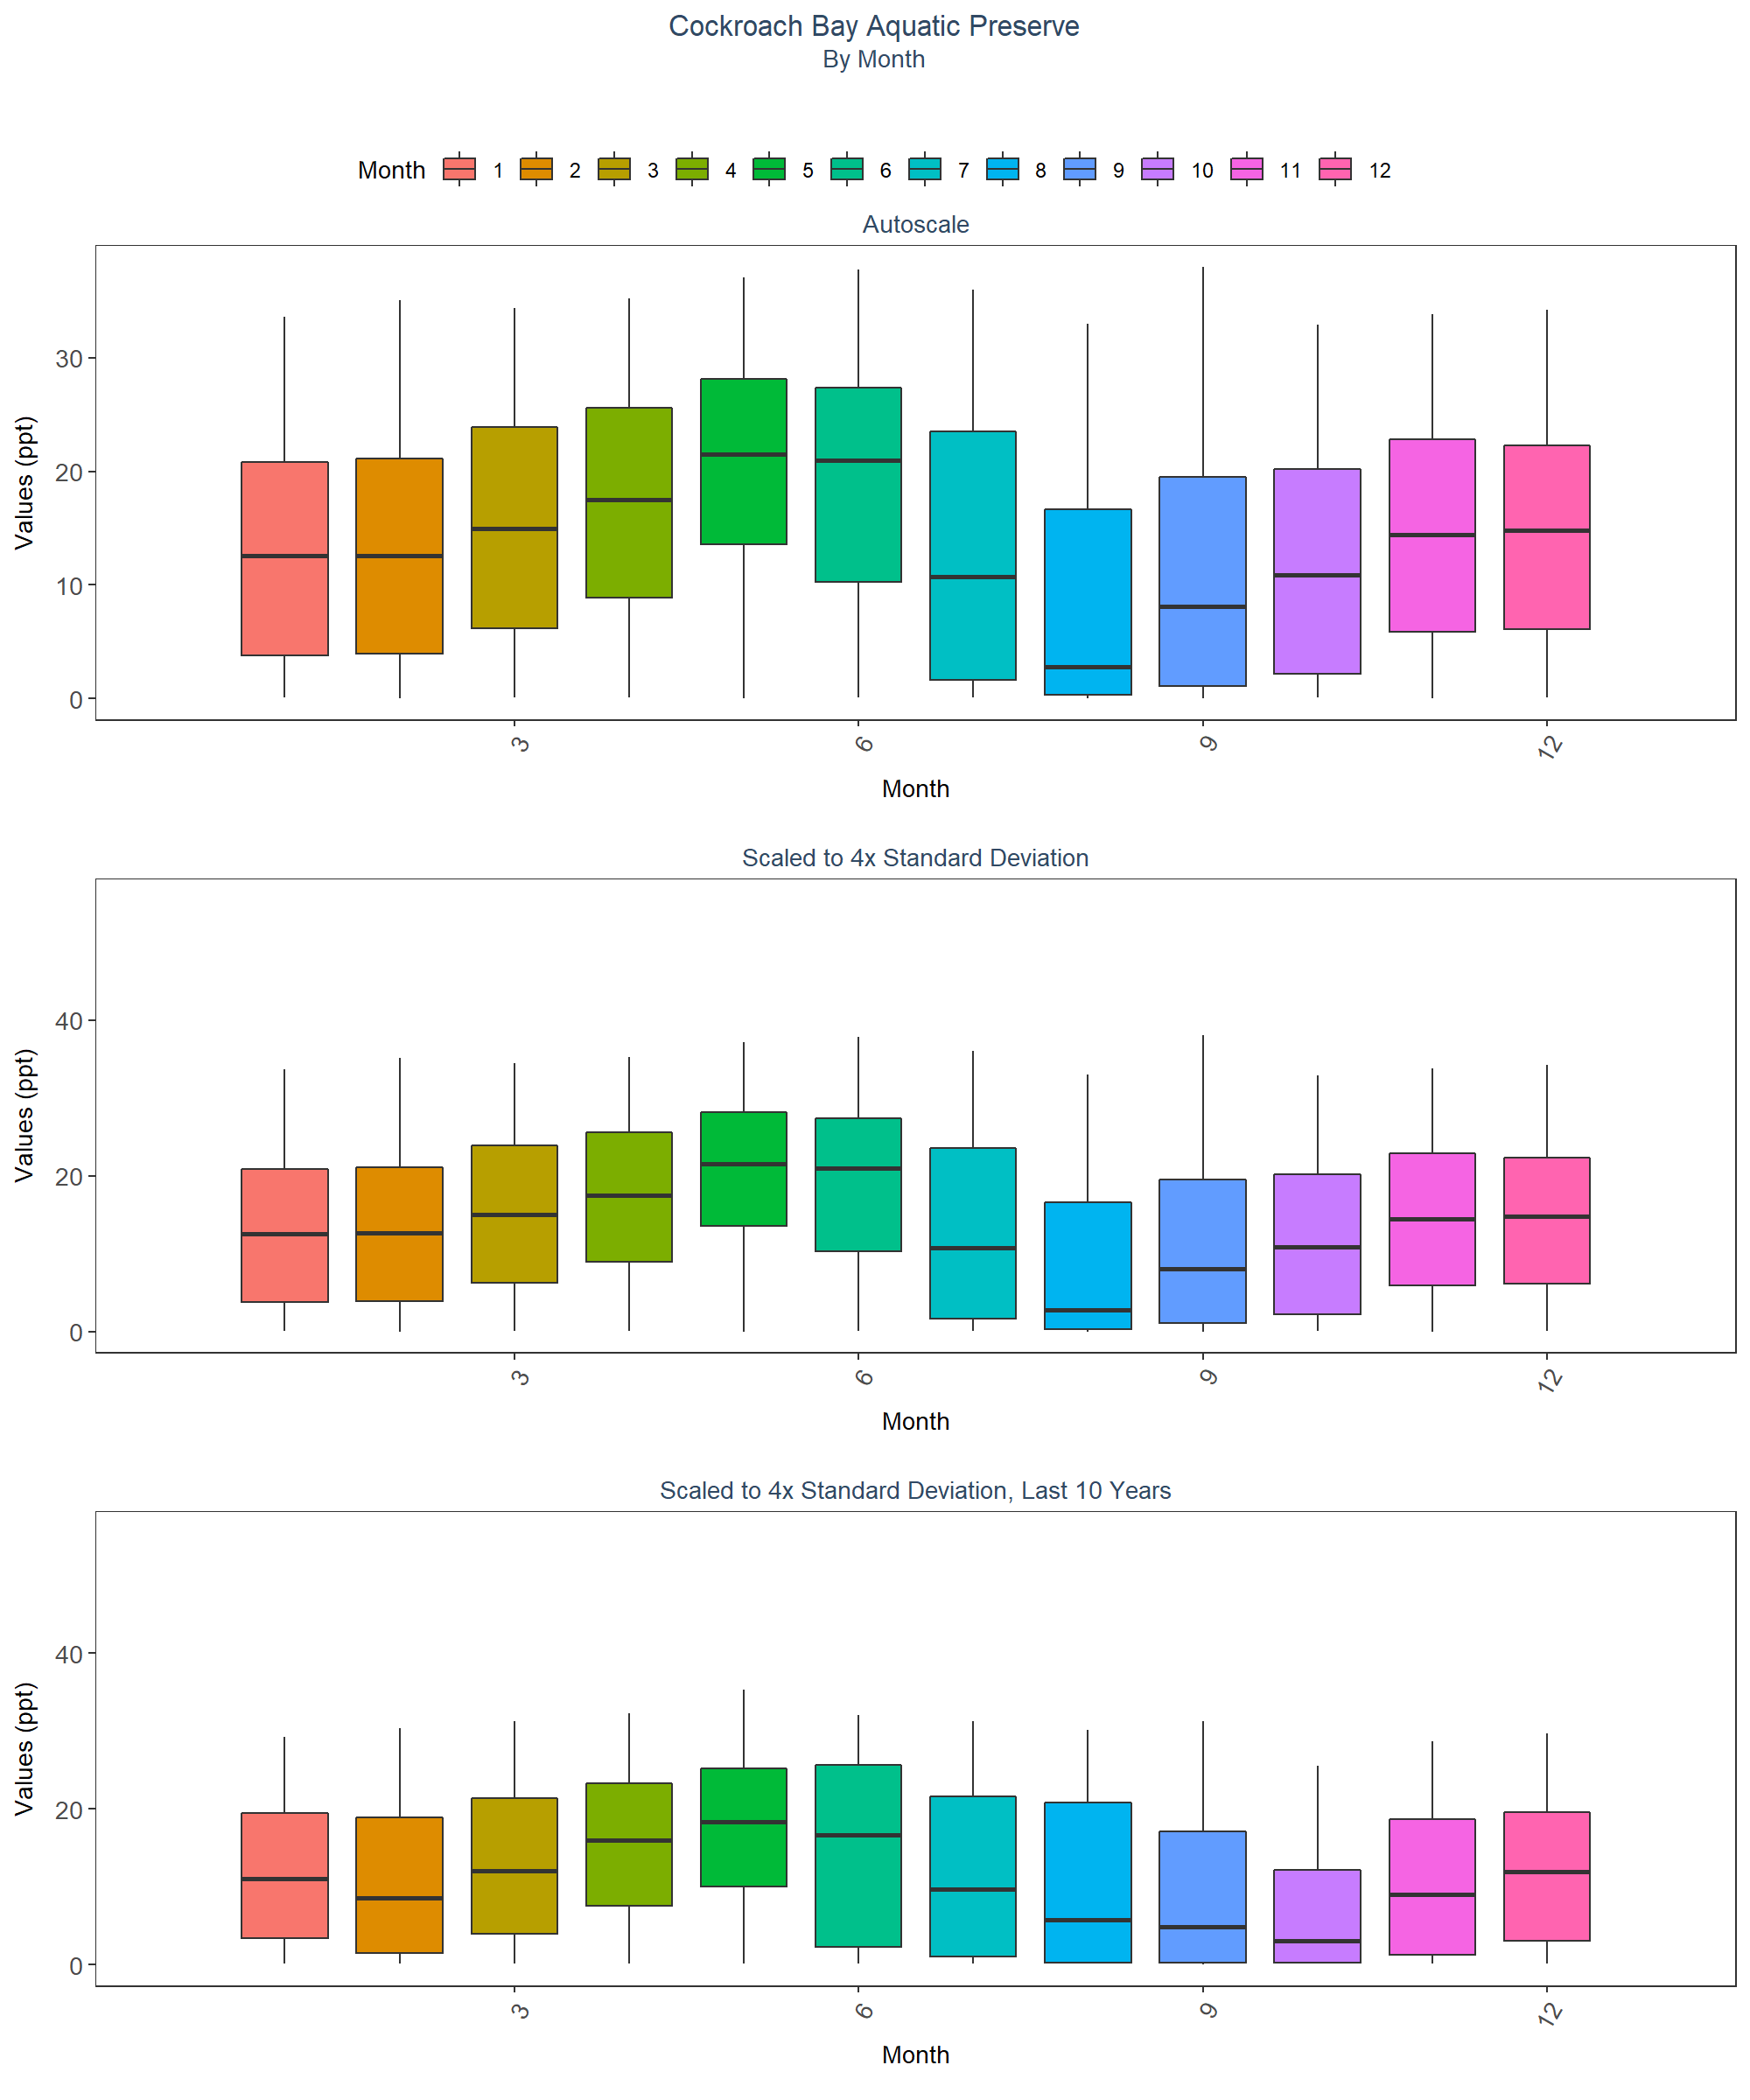 Cockroach Bay Aquatic Preserve
By Month
Month 1 2 3 4 5 6 7 8 9 10 11 12
Autoscale
Values (ppt)
30
20
10
0
3 6 9 12
Month
Scaled to 4x Standard Deviation
Values (ppt)
40
20
0
3 6 9 12
Month
Scaled to 4x Standard Deviation, Last 10 Years
Values (ppt)
40
20
0
3 6 9 12
Month